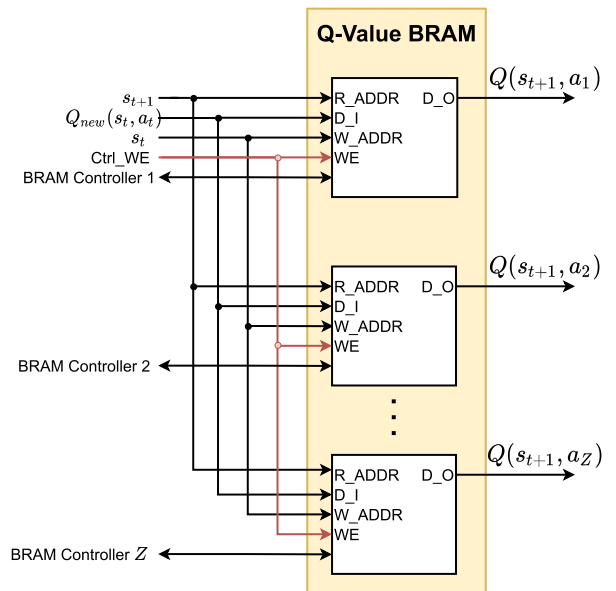 Q-Value BRAM
s_{t+1}
Q_{new}(s_t, a_t)
s_t
Ctrl_WE
BRAM Controller 1
R_ADDR D_O
D_I
W_ADDR
WE
Q(s_{t+1}, a_1)
BRAM Controller 2
R_ADDR D_O
D_I
W_ADDR
WE
Q(s_{t+1}, a_2)
BRAM Controller Z
R_ADDR D_O
D_I
W_ADDR
WE
Q(s_{t+1}, a_Z)